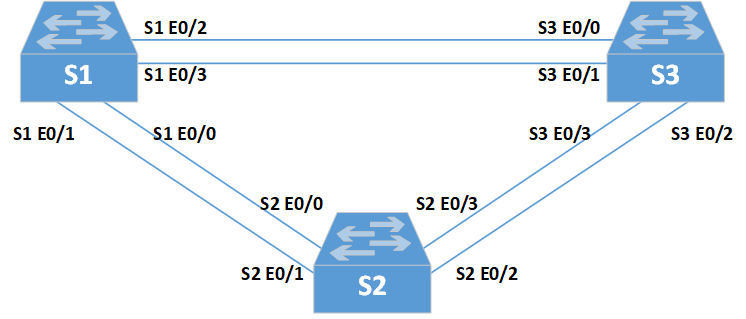 S1 E0/2
S3 E0/0
S1
S1 E0/3
S3 E0/1
S3
S1 E0/1
S1 E0/0
S3 E0/3
S3 E0/2
S2 E0/0
S2 E0/3
S2 E0/1
S2 E0/2
S2